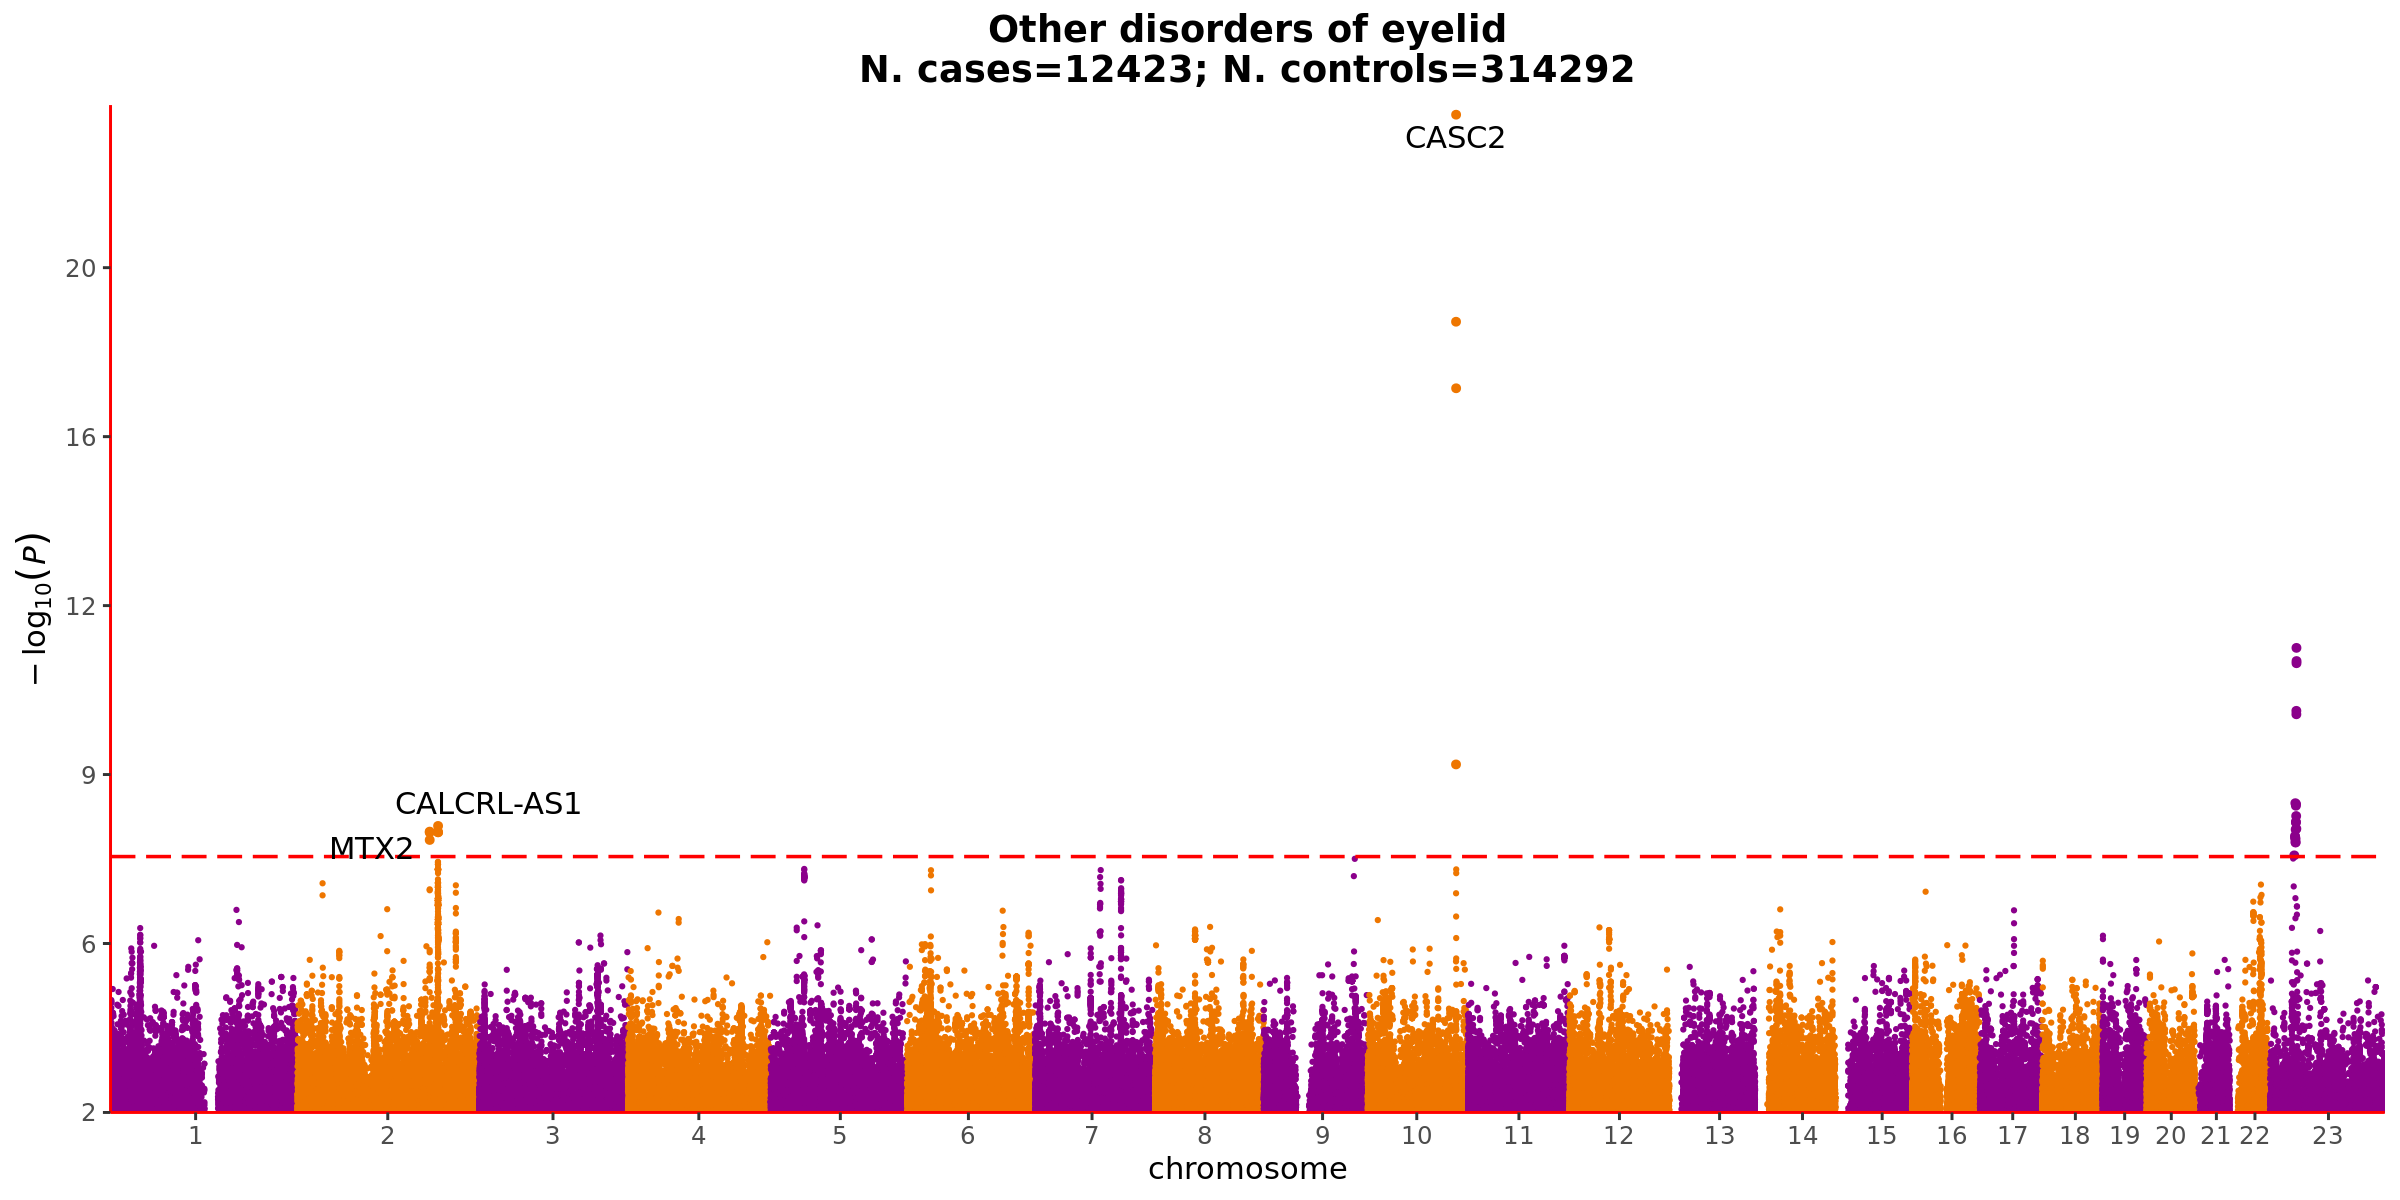 Other disorders of eyelid
N. cases=12423; N. controls=314292
CASC2
20
16
− log10(P)
12
9
CALCRL-AS1
MTX2
6
2
1 2 3 4 5 6 7 8 9 10 11 12 13 14 15 16 17 18 19 20 21 22 23
chromosome